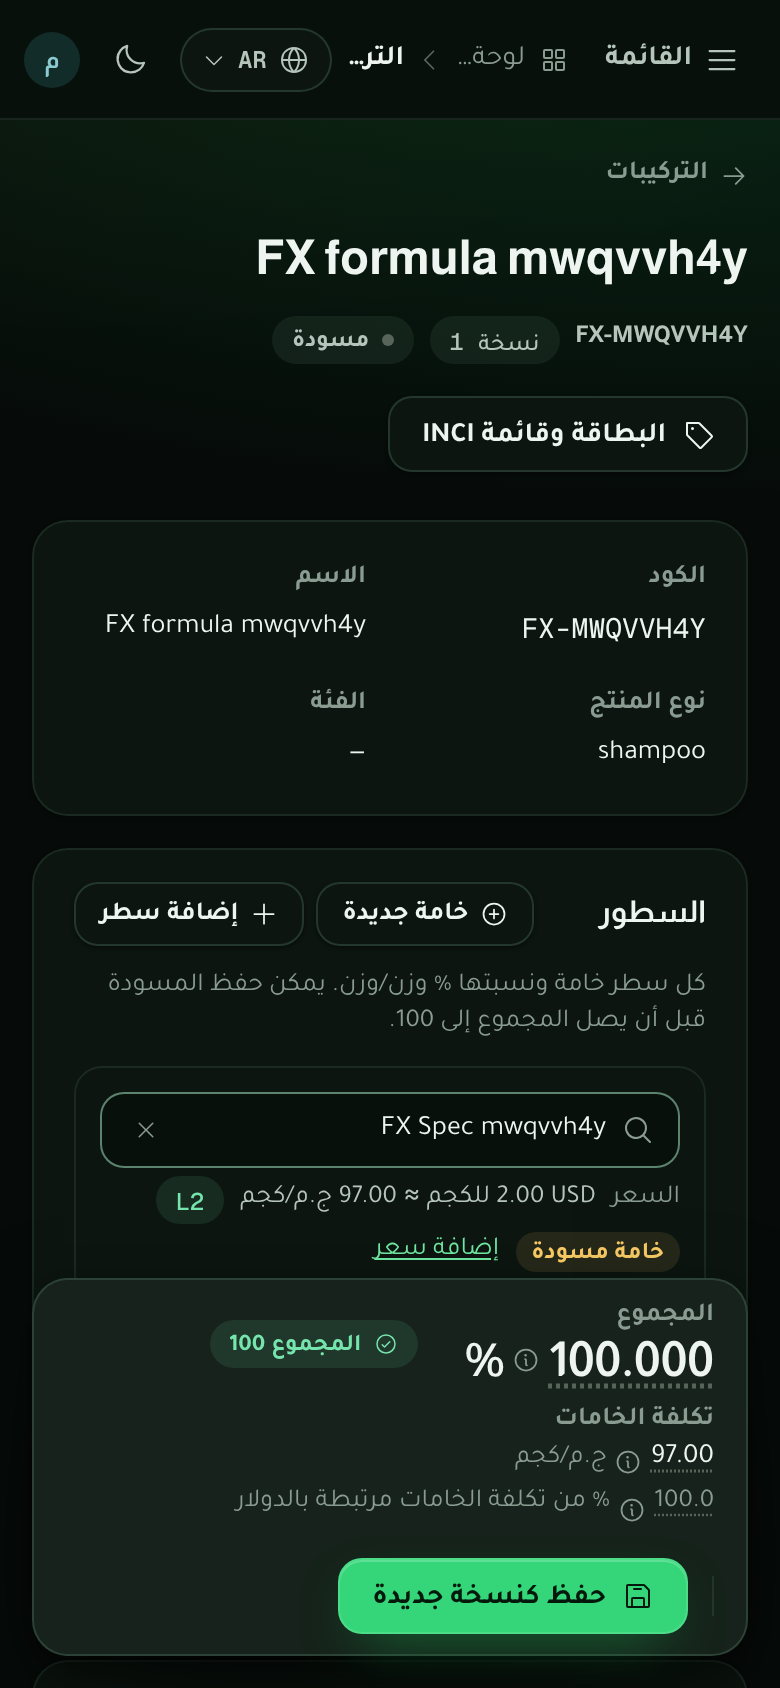 القائمة لوحة... التر... AR م
التركيبات
FX formula mwqvvh4y
FX-MWQVVH4Y نسخة 1 مسودة
البطاقة وقائمة INCI
الكود الاسم
FX-MWQVVH4Y FX formula mwqvvh4y
نوع المنتج الفئة
shampoo –
السطور خامة جديدة إضافة سطر
كل سطر خامة ونسبتها % وزن/وزن. يمكن حفظ المسودة
قبل أن يصل المجموع إلى 100.
FX Spec mwqvvh4y
السعر 2.00 USD للكجم ≈ 97.00 ج.م/كجم L2
خامة مسودة إضافة سعر
المجموع
100.000 % المجموع 100
تكلفة الخامات
97.00 ج.م/كجم
100.0 % من تكلفة الخامات مرتبطة بالدولار
حفظ كنسخة جديدة